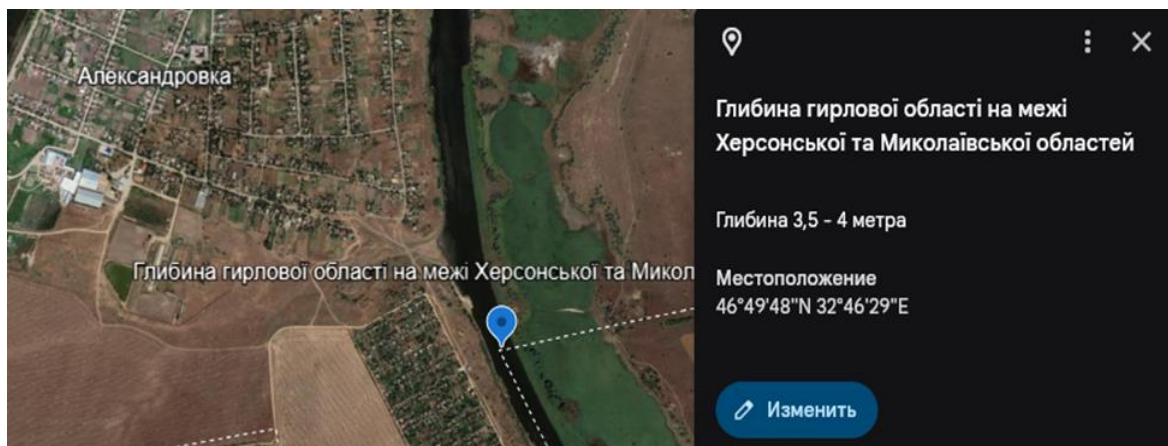 Александровка
Глибина гирлової області на межі Херсонської та Микол
Глибина гирлової області на межі
Херсонської та Миколаївської областей
Глибина 3,5 - 4 метра
Местоположение
46°49'48"N 32°46'29"E
Изменить